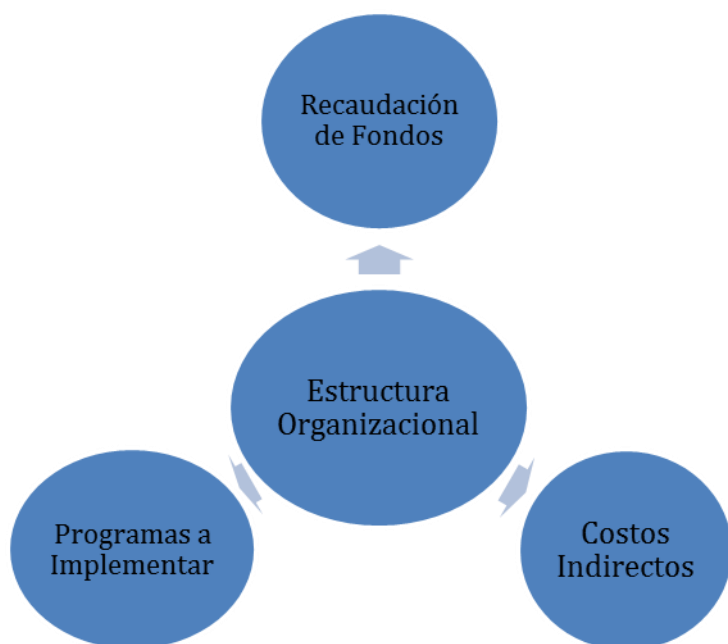 Recaudación
de Fondos
Estructura
Organizacional
Programas a
Implementar
Costos
Indirectos